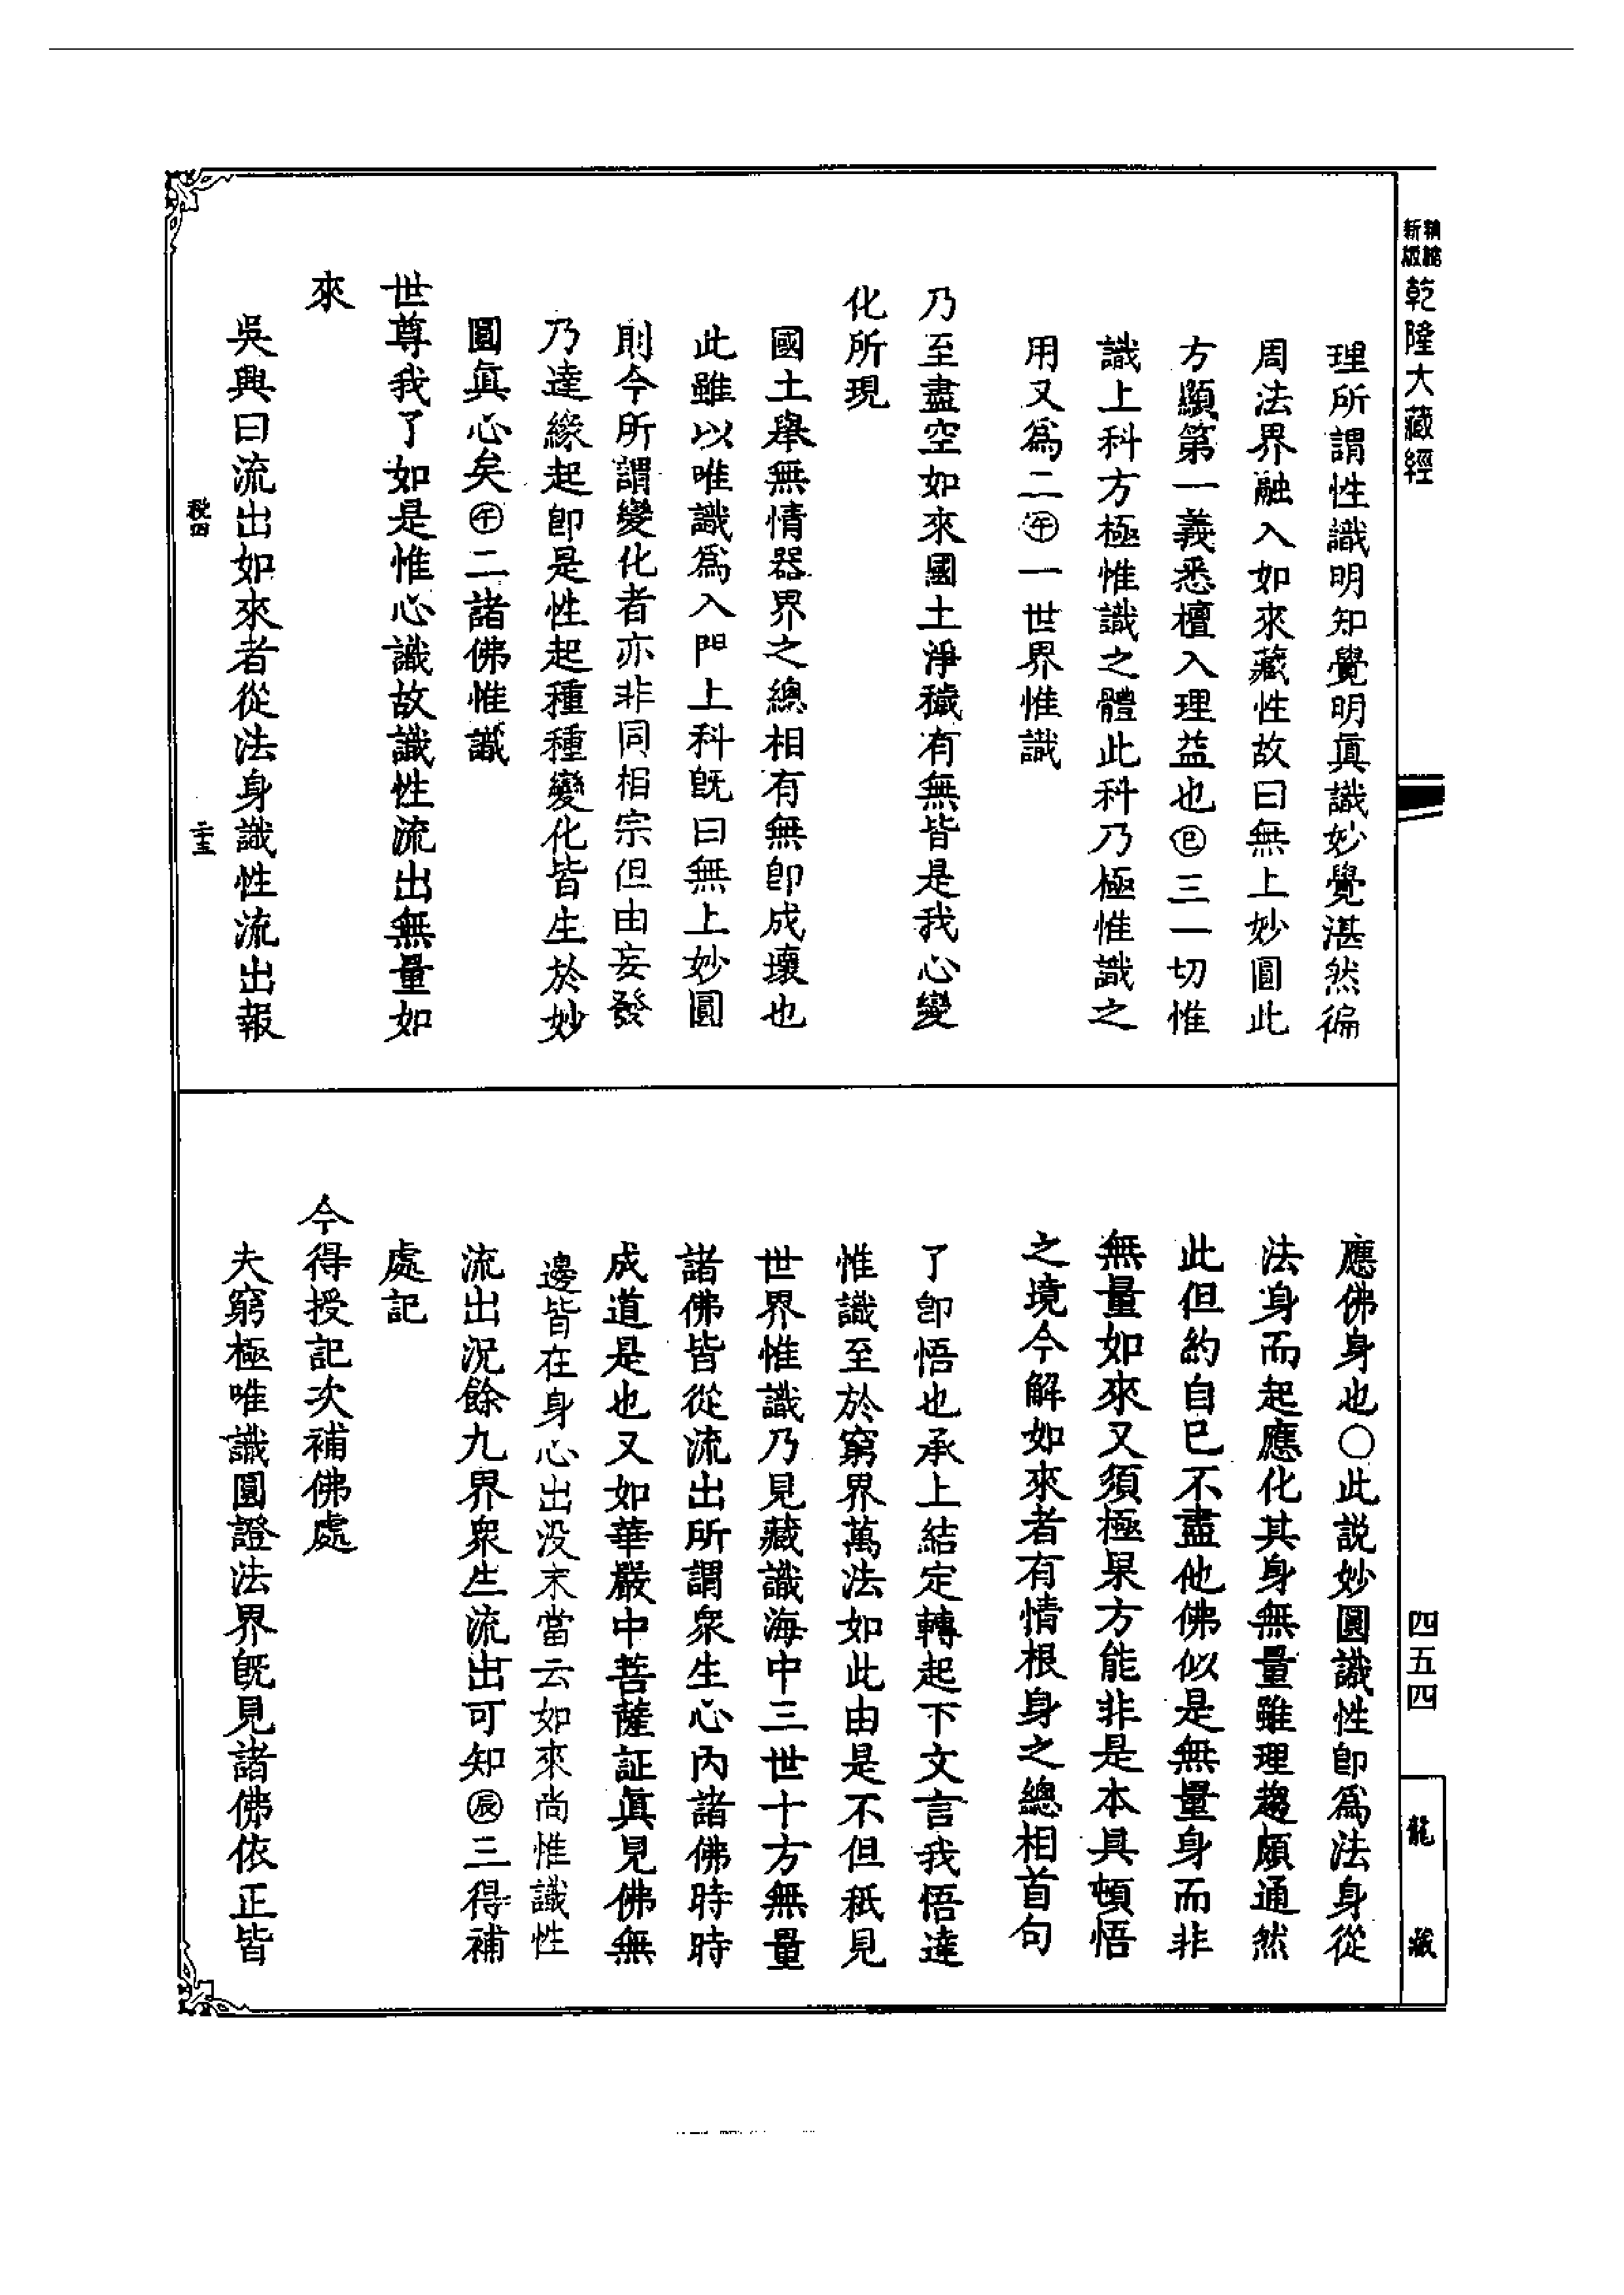 新版精縮乾隆大藏經
理所謂性識明知覺明眞識妙覺湛然徧
周法界融入如來藏性故曰無上妙圓此
方顯第一義悉檀入理益也㊁三一切惟
識上科方極惟識之體此科乃極惟識之
用又爲二㊁一世界惟識
乃至盡空如來國土淨穢有無皆是我心變
化所現
國土舉無情器界之總相有無卽成壞也
此雖以唯識爲入門上科旣曰無上妙圓
則今所謂變化者亦非同相宗但由妄發
乃達緣起卽是性起種種變化皆生於妙
圓眞心矣㊁二諸佛惟識
世尊我了如是惟心識故識性流出無量如
來
吳興曰流出如來者從法身識性流出報
稅四
二十五
應佛身也○此説妙圓識性卽爲法身從
法身而起應化其身無量雖理趣頗通然
此但約自已不盡他佛似是無量身而非
無量如來又須極果方能非是本具頓悟
之境今解如來者有情根身之總相首句
了卽悟也承上結定轉起下文言我悟達
惟識至於窮界萬法如此由是不但秖見
世界惟識乃見藏識海中三世十方無量
諸佛皆從流出所謂衆生心內諸佛時時
成道是也又如華嚴中菩薩証眞見佛無
邊皆在身心出没末當云如來尚惟識性
流出況餘九界衆生流出可知㊁三得補
處記
今得授記次補佛處
夫窮極唯識圓證法界旣見諸佛依正皆
四五四
龍藏